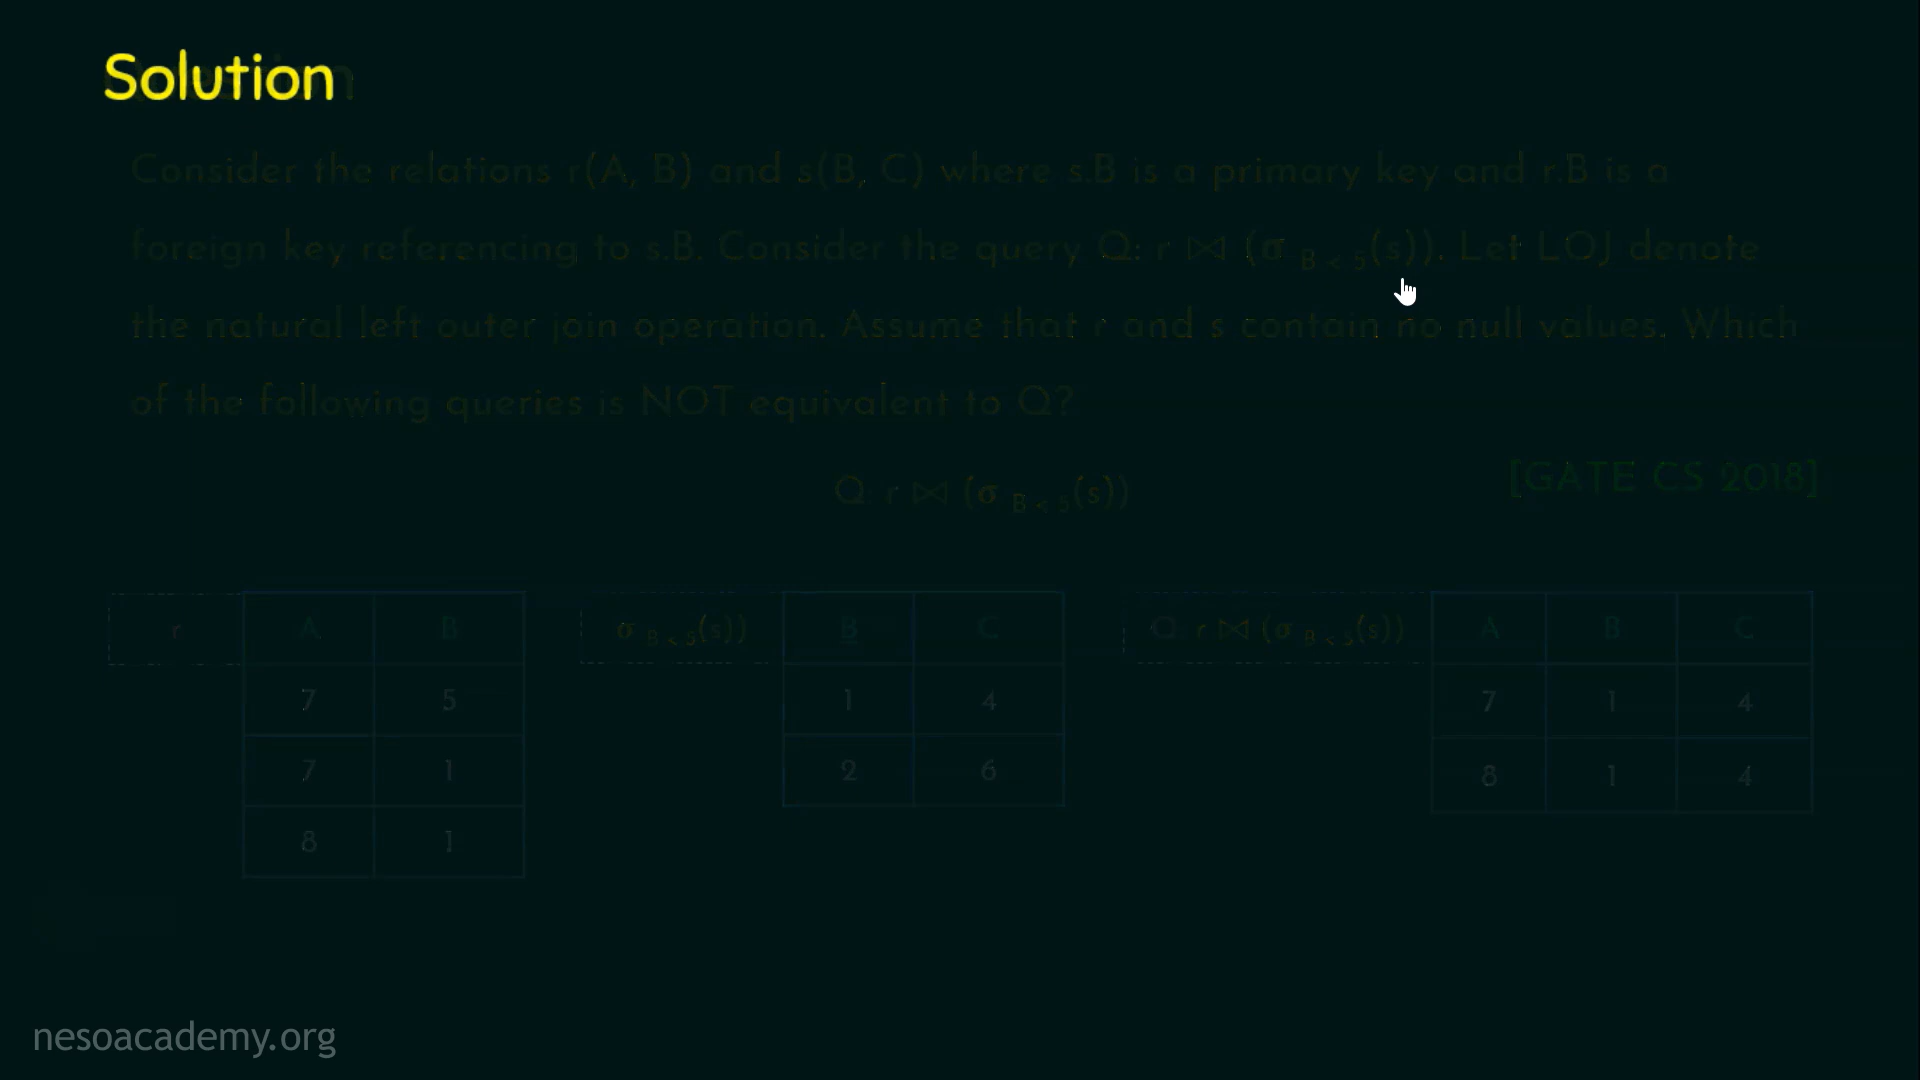 Solution
Consider the relations r(A, B) and s(B, C) where s.B is a primary key and r.B is a
foreign key referencing to s.B. Consider the query Q: r ⋈ (σ B < 5(s)). Let LOJ denote
the natural left outer join operation. Assume that r and s contain no null values. Which
of the following queries is NOT equivalent to Q?
Q: r ⋈ (σ B < 5(s))
[GATE CS 2018]
r A B
7 5
7 1
8 1
σ B < 5(s)) B C
1 4
2 6
Q: r ⋈ (σ B < 5(s)) A B C
7 1 4
8 1 4
nesoacademy.org